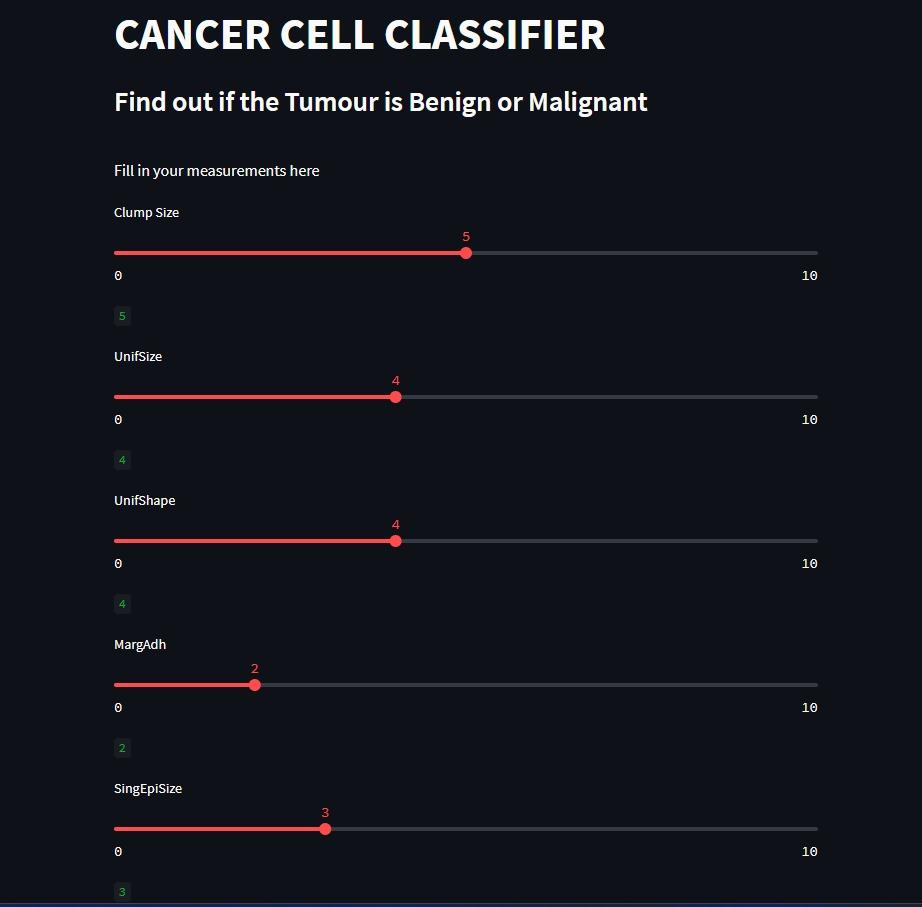 CANCER CELL CLASSIFIER
Find out if the Tumour is Benign or Malignant
Fill in your measurements here
Clump Size
5
0 10
5
UnifSize
4
0 10
4
UnifShape
4
0 10
4
MargAdh
2
0 10
2
SingEpiSize
3
0 10
3